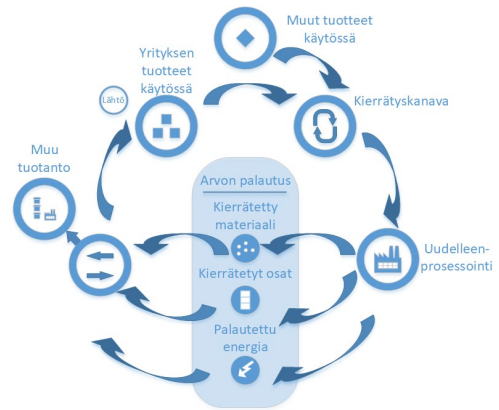 Muut tuotteet
käytössä
Yrityksen
tuotteet
käytössä
Lähtö
Kierrätyskanava
Muu
tuotanto
Arvon palautus
Kierrätetty
materiaali
Uudelleen-
prosessointi
Kierrätetyt osat
Palautettu
energia